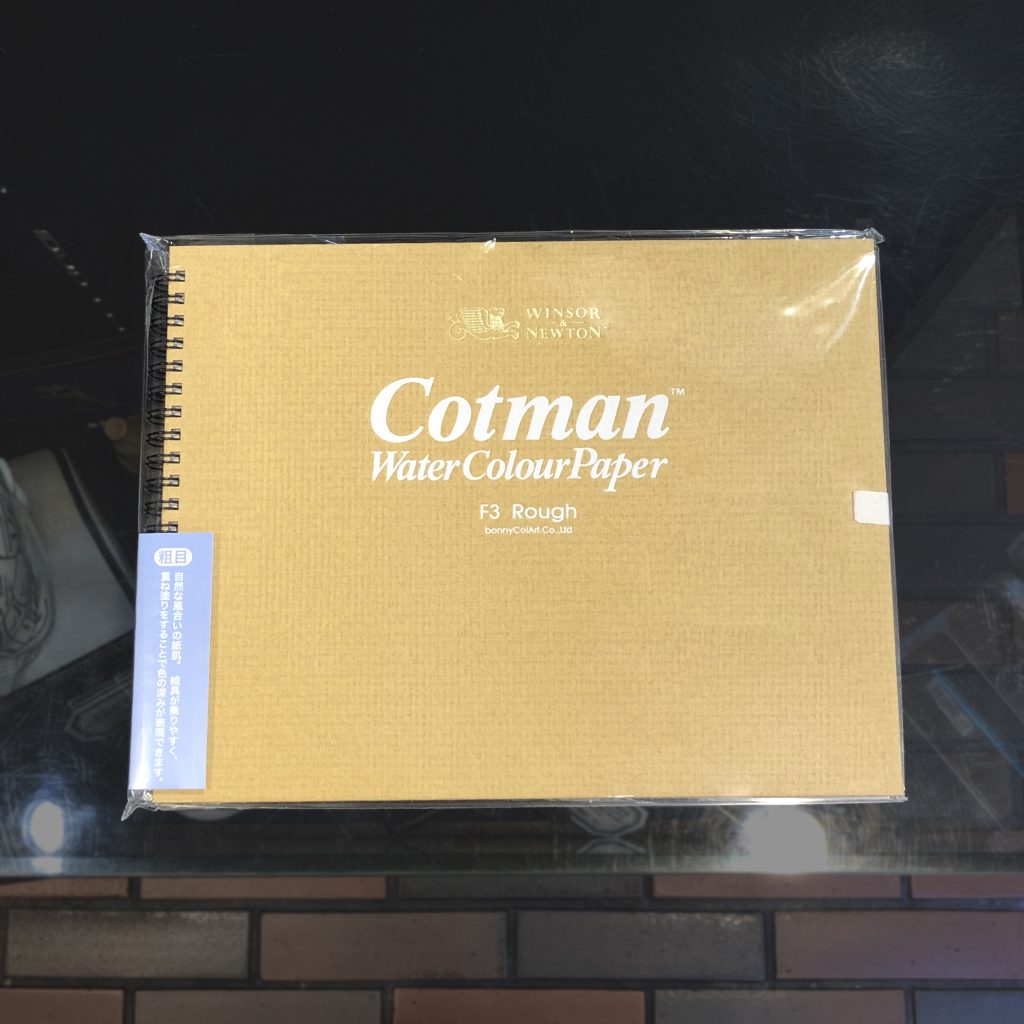 WINSOR
&
NEWTON
Cotman™
Water Colour Paper
F3 Rough
bonnyColArt.Co.,Ltd
粗目
自然な風合いの紙肌。絵具が乗りやすく、
重ね塗りをすることで色の深みが表現できます。